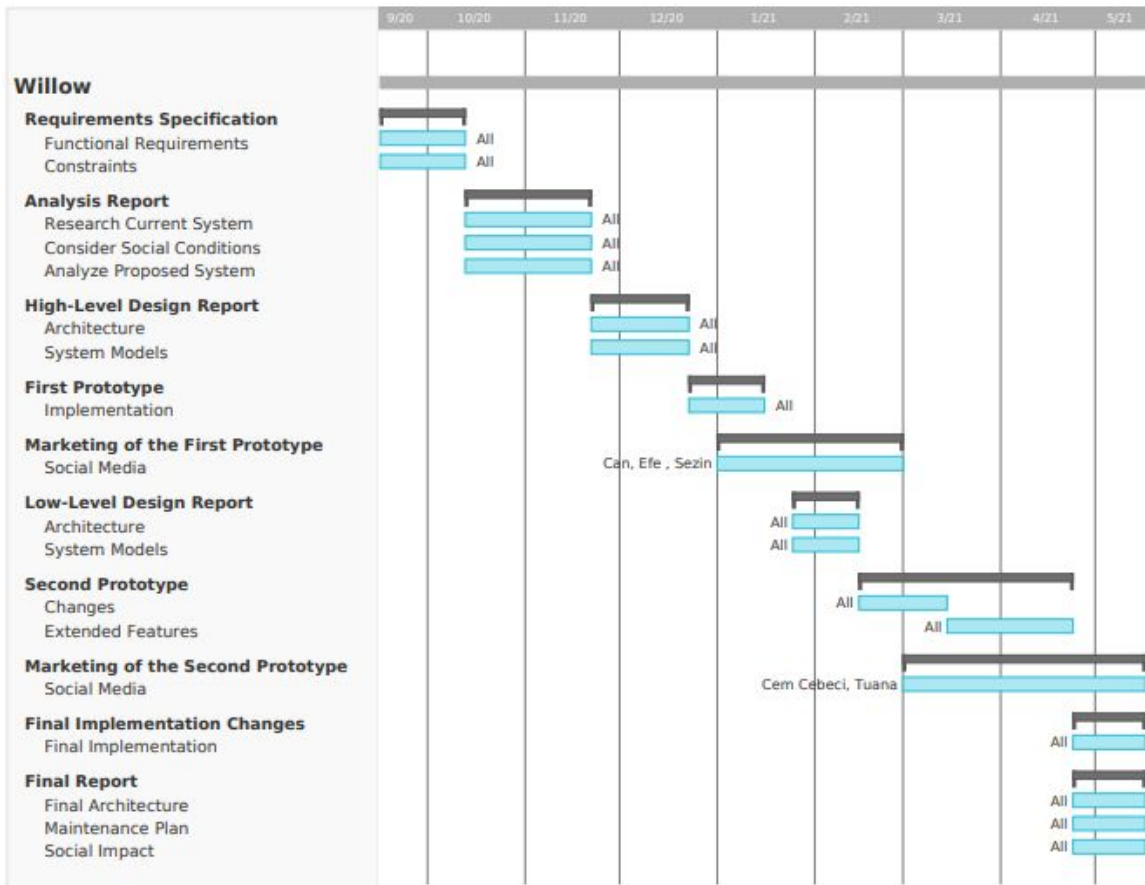 9/20 10/20 11/20 12/20 1/21 2/21 3/21 4/21 5/21
Willow
Requirements Specification
Functional Requirements All
Constraints All
Analysis Report
Research Current System All
Consider Social Conditions All
Analyze Proposed System All
High-Level Design Report
Architecture All
System Models All
First Prototype
Implementation All
Marketing of the First Prototype
Social Media Can, Efe , Sezin
Low-Level Design Report
Architecture All
System Models All
Second Prototype
Changes All
Extended Features All
Marketing of the Second Prototype
Social Media Cem Cebeci, Tuana
Final Implementation Changes
Final Implementation All
Final Report
Final Architecture All
Maintenance Plan All
Social Impact All